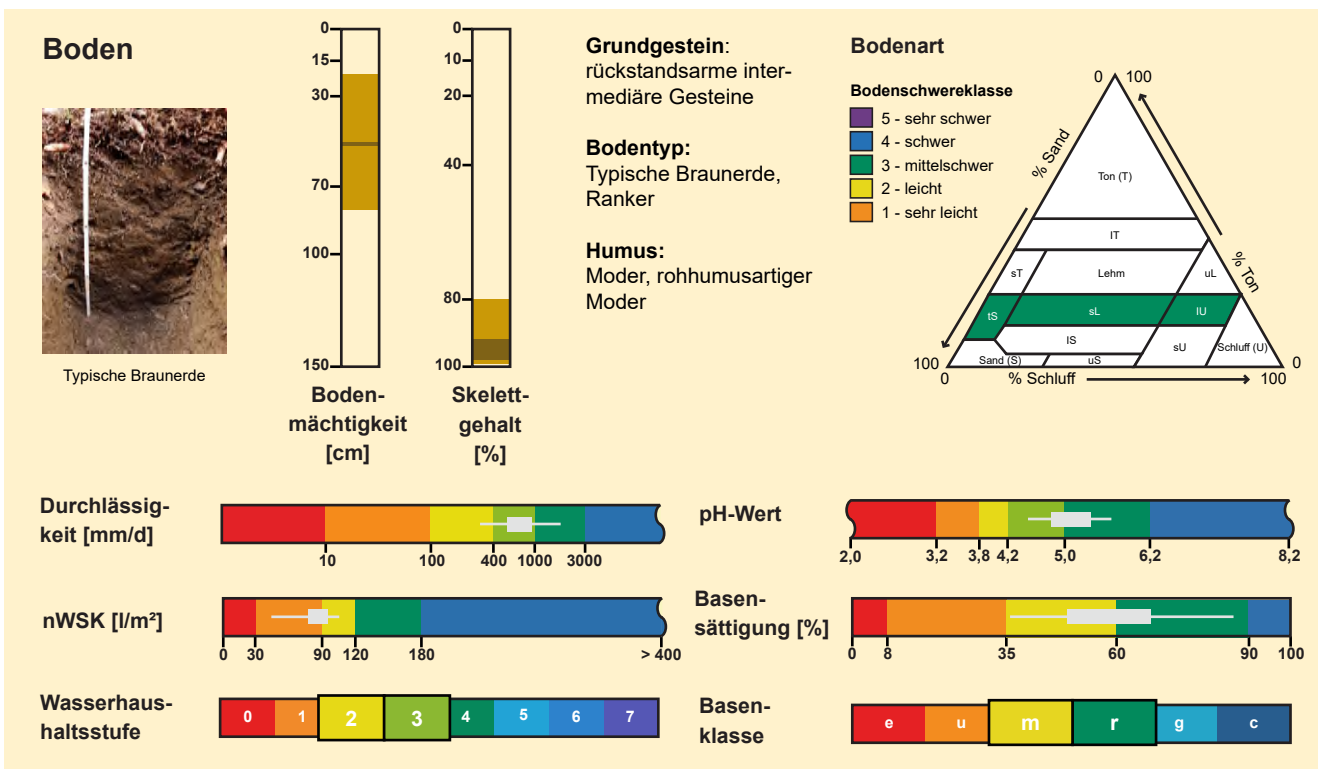 Boden
Typische Braunerde
0
15
30
70
100
150
Boden-
mächtigkeit
[cm]
0
10
20
40
80
100
Skelett-
gehalt
[%]
Grundgestein:
rückstandsarme inter-
mediäre Gesteine
Bodentyp:
Typische Braunerde,
Ranker
Humus:
Moder, rohhumusartiger
Moder
Bodenart
Bodenschwereklasse
5 - sehr schwer
4 - schwer
3 - mittelschwer
2 - leicht
1 - sehr leicht
0 100
% Sand
% Ton
Ton (T)
lT
sT Lehm uL
tS sL lU
lS
sU Schluff (U)
Sand (S) uS
100 0
0 % Schluff 100
Durchlässig-
keit [mm/d]
10 100 400 1000 3000
nWSK [l/m²]
0 30 90 120 180 > 400
Wasserhaus-
haltsstufe
0 1 2 3 4 5 6 7
pH-Wert
2,0 3,2 3,8 4,2 5,0 6,2 8,2
Basen-
sättigung [%]
0 8 35 60 90 100
Basen-
klasse
e u m r g c